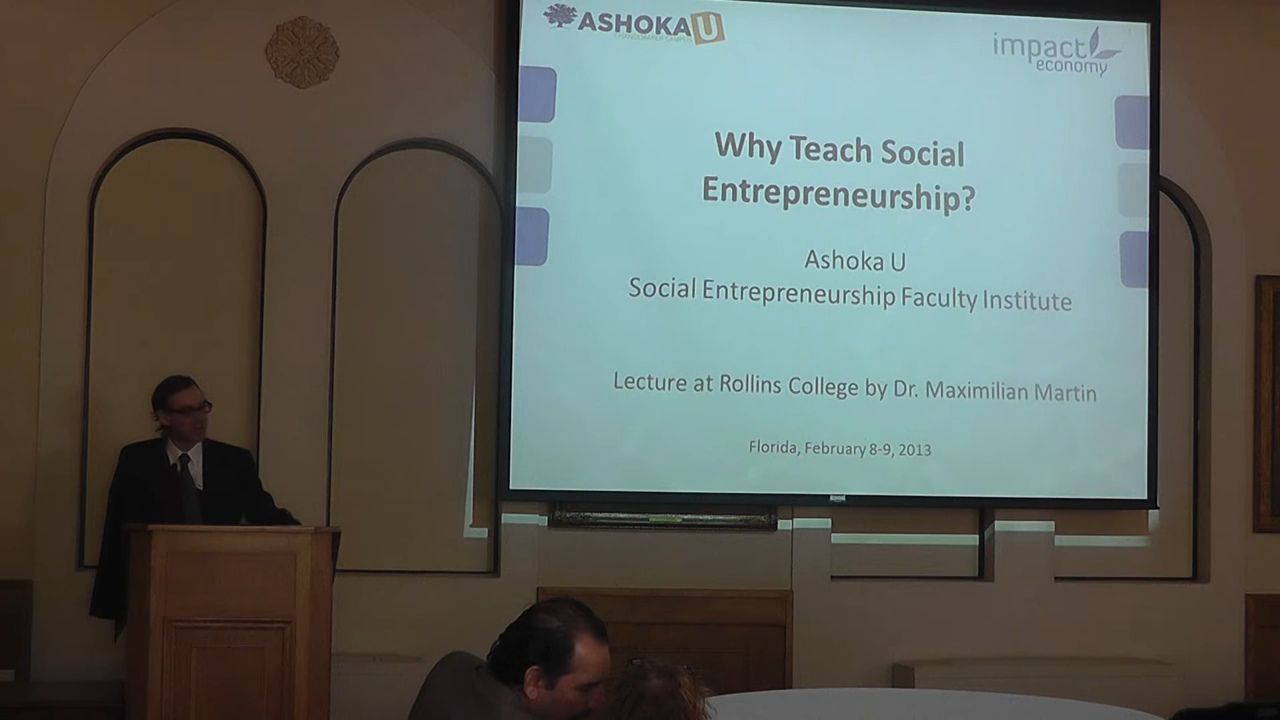 ASHOKA U
impact
economy
Why Teach Social
Entrepreneurship?
Ashoka U
Social Entrepreneurship Faculty Institute
Lecture at Rollins College by Dr. Maximilian Martin
Florida, February 8-9, 2013